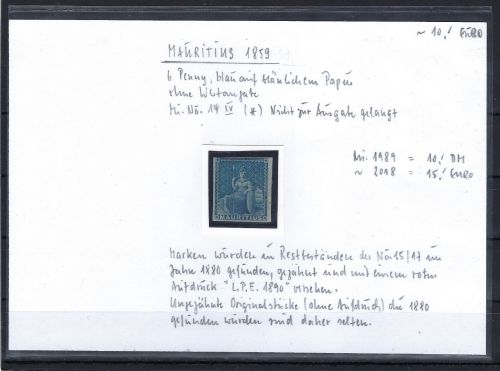 ~ 10,! EURO
MAURITIUS 1859
6 Penny, blau auf bläulichem Papier
ohne Wertangabe
Mi. No. 14 IV (*) Nicht zur Ausgabe gelangt
Mi. 1989 = 10,! DM
~ 2018 = 15,! EURO
MAURITIUS
Marken wurden in Restbeständen der No. 15/17 im
Jahre 1880 gefunden, gezähnt und mit einem roten
Aufdruck "L.P.E. 1890" versehen.
Ungezähnte Originalstücke (ohne Aufdruck) die 1880
gefunden wurden sind daher selten.